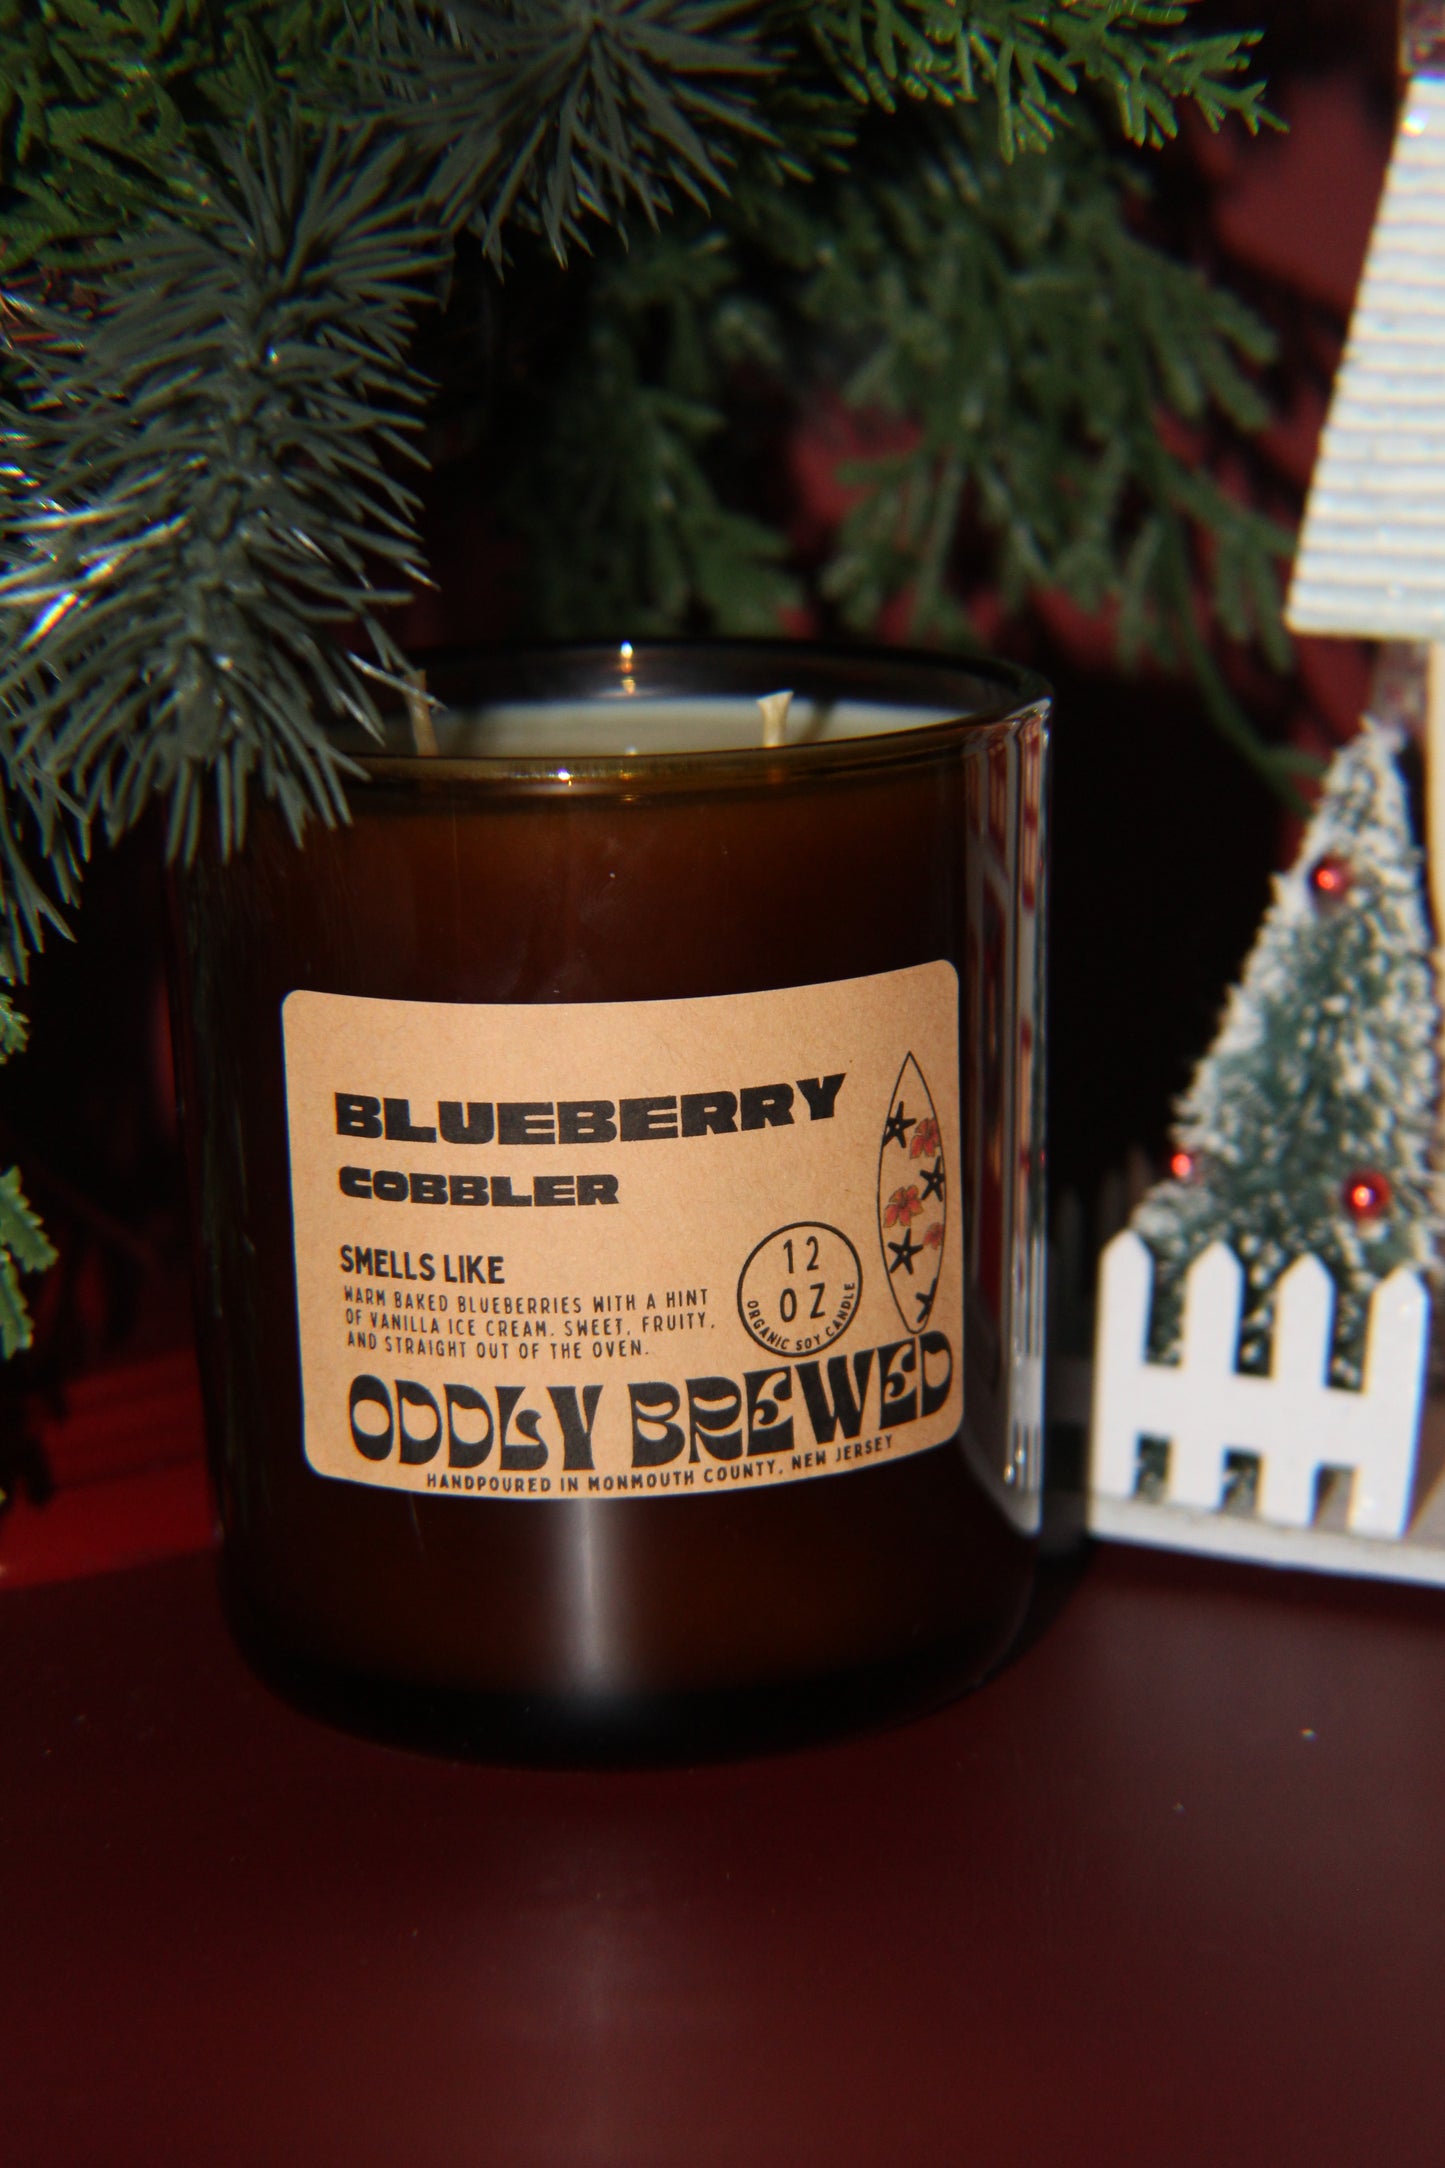 BLUEBERRY
COBBLER
SMELLS LIKE
WARM BAKED BLUEBERRIES WITH A HINT
OF VANILLA ICE CREAM. SWEET, FRUITY,
AND STRAIGHT OUT OF THE OVEN.
12
OZ
ORGANIC SOY CANDLE
ODDLY BREWED
HANDPOURED IN MONMOUTH COUNTY, NEW JERSEY